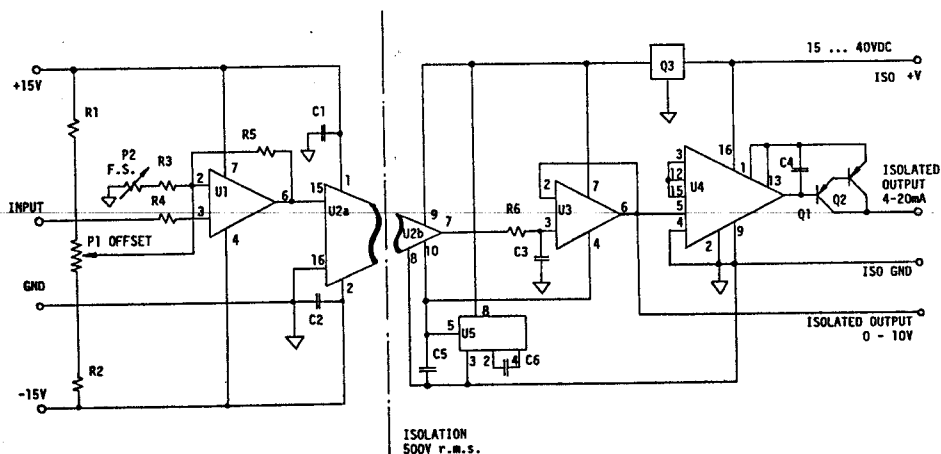 15 ... 40VDC
+15V
Q3
ISO +V
R1
C1
R5
P2
F.S.
R3
7
2
U1
6
1
15
U2a
R4
3
INPUT
4
P1 OFFSET
16
GND
C2
2
R2
-15V
9
7
U2b
8
10
R6
C3
2
7
U3
6
3
4
8
5
U5
3 2 4
C5
C6
16
3
12
15
5
4
U4
1
13
2
9
C4
Q1
Q2
ISOLATED
OUTPUT
4-20mA
ISO GND
ISOLATED OUTPUT
0 - 10V
ISOLATION
500V r.m.s.